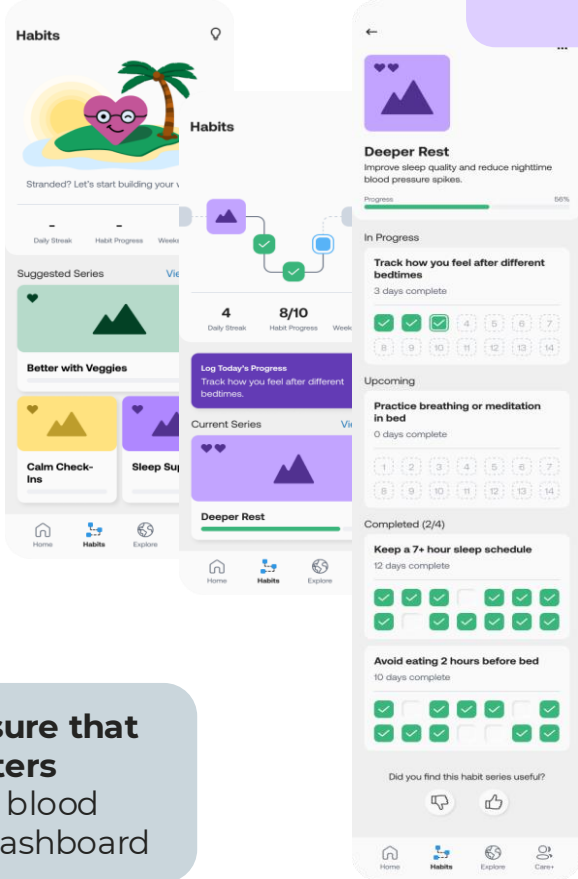 Habits
Stranded? Let's start building your
-
-
Daily Streak
Habit Progress
Suggested Series
Better with Veggies
Calm Check-
Ins
Home
Habits
Explore
Habits
4
8/10
Daily Streak
Habit Progress
Log Today's Progress
Track how you feel after different
bedtimes.
Current Series
Deeper Rest
Home
Habits
Explore
Deeper Rest
Improve sleep quality and reduce nighttime
blood pressure spikes.
Progress 56%
In Progress
Track how you feel after different
bedtimes
3 days complete
4 5 6 7
8 9 10 11 12 13 14
Upcoming
Practice breathing or meditation
in bed
0 days complete
1 2 3 4 5 6 7
8 9 10 11 12 13 14
Completed (2/4)
Keep a 7+ hour sleep schedule
12 days complete
Avoid eating 2 hours before bed
10 days complete
Did you find this habit series useful?
Home
Habits
Explore
Care+
sure that
ters
blood
ashboard